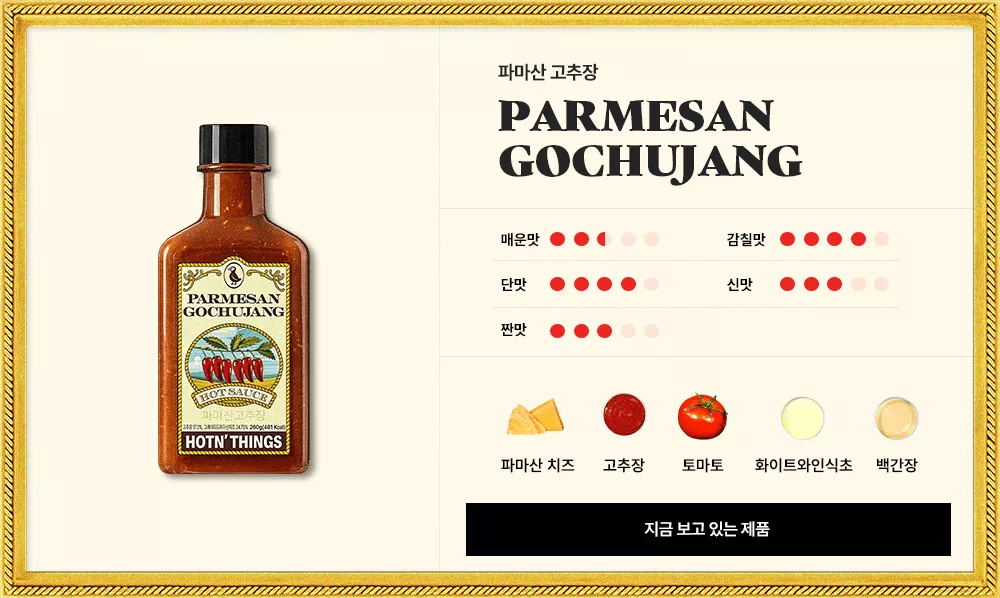 파마산 고추장
PARMESAN
GOCHUJANG
매운맛
감칠맛
단맛
신맛
짠맛
파마산 치즈
고추장
토마토
화이트와인식초
백간장
지금 보고 있는 제품
PARMESAN
GOCHUJANG
HOT SAUCE
파마산고추장
260g(481 Kcal)
HOTN' THINGS